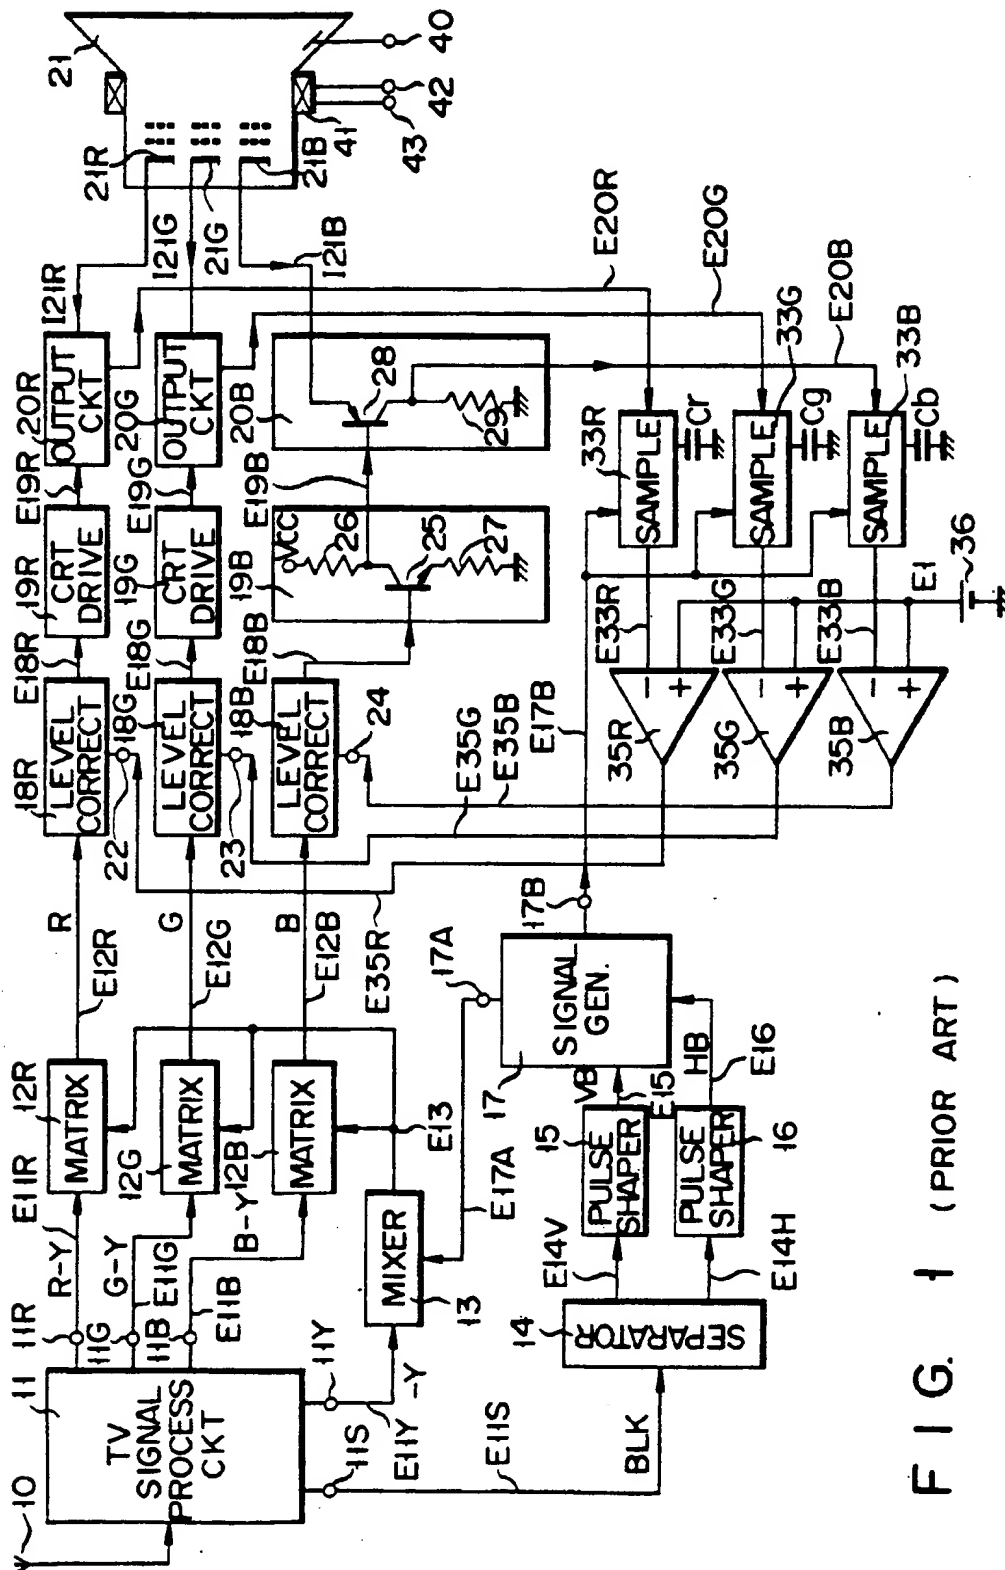 10
11
TV
SIGNAL
PROCESS
CKT
11R
11G
11B
11Y
11S
R-Y
E11R
G-Y
E11G
B-Y
E11B
E11Y
-Y
E11S
BLK
12R
MATRIX
12G
MATRIX
12B
MATRIX
MIXER
13
E13
E17A
R
E12R
G
E12G
B
E12B
E35R
14
SEPARATOR
E14V
E14H
15
PULSE
SHAPER
PULSE
SHAPER
16
VB
E15
HB
E16
17
SIGNAL
GEN.
17A
17B
E17B
18R
LEVEL
CORRECT
22
18G
LEVEL
CORRECT
23
18B
LEVEL
CORRECT
24
E35G
E35B
E18R
E18G
E18B
19R
CRT
DRIVE
19G
CRT
DRIVE
19B
VCC
26
25
27
E19R
E19G
E19B
20R
OUTPUT
CKT
20G
OUTPUT
CKT
20B
28
29
I21R
I21G
I21B
21R
21G
21B
21
40
41
42
43
E20R
E20G
E20B
33R
SAMPLE
Cr
33G
SAMPLE
Cg
33B
SAMPLE
Cb
E33R
E33G
E33B
E1
36
-
+
35R
-
+
35G
-
+
35B
FIG. 1 (PRIOR ART)